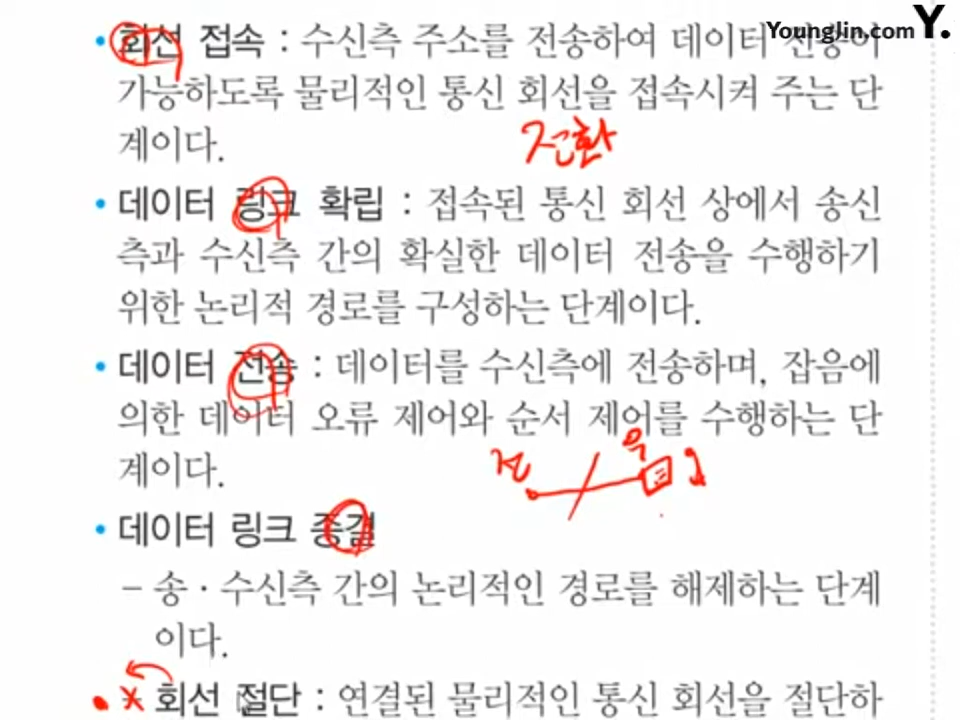 Youngjin.com Y.
• 회선 접속 : 수신측 주소를 전송하여 데이터 전송이
가능하도록 물리적인 통신 회선을 접속시켜 주는 단
계이다.
전환
• 데이터 링크 확립 : 접속된 통신 회선 상에서 송신
측과 수신측 간의 확실한 데이터 전송을 수행하기
위한 논리적 경로를 구성하는 단계이다.
• 데이터 전송 : 데이터를 수신측에 전송하며, 잡음에
의한 데이터 오류 제어와 순서 제어를 수행하는 단
계이다.
• 데이터 링크 종결
– 송 · 수신측 간의 논리적인 경로를 해제하는 단계
이다.
• 회선 절단 : 연결된 물리적인 통신 회선을 절단하